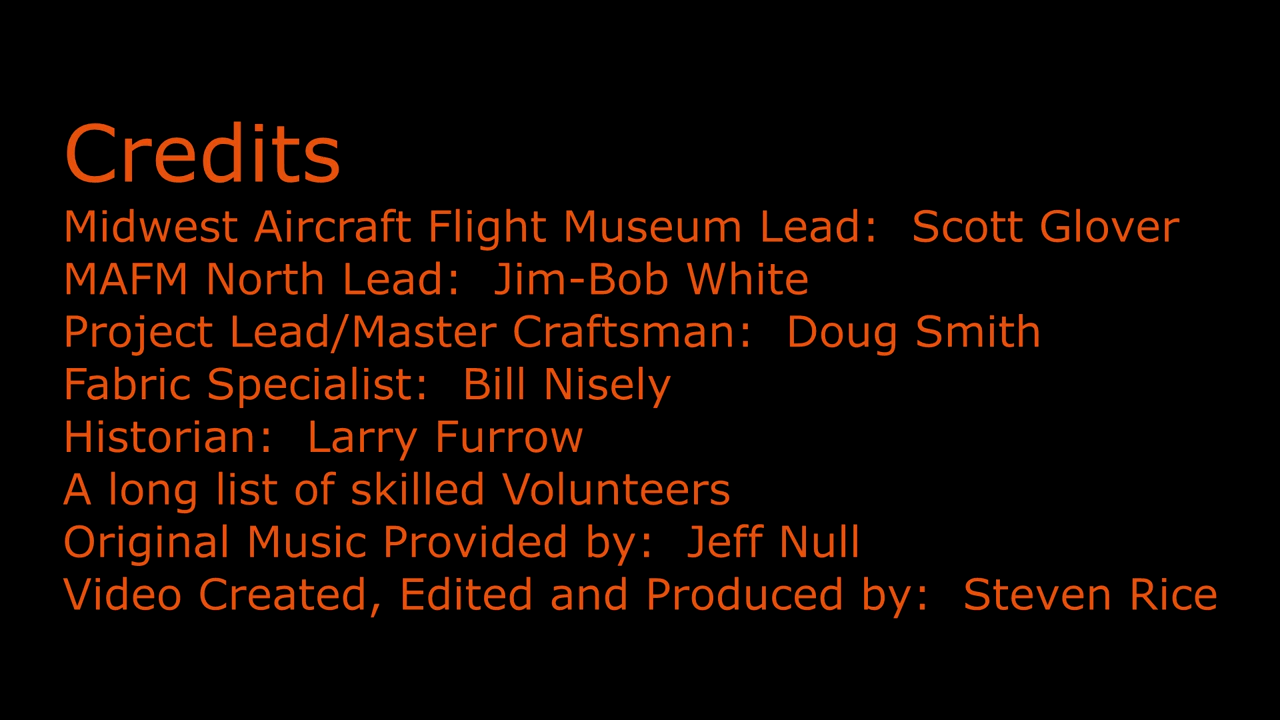 Credits
Midwest Aircraft Flight Museum Lead:  Scott Glover
MAFM North Lead:  Jim-Bob White
Project Lead/Master Craftsman:  Doug Smith
Fabric Specialist:  Bill Nisely
Historian:  Larry Furrow
A long list of skilled Volunteers
Original Music Provided by:  Jeff Null
Video Created, Edited and Produced by:  Steven Rice